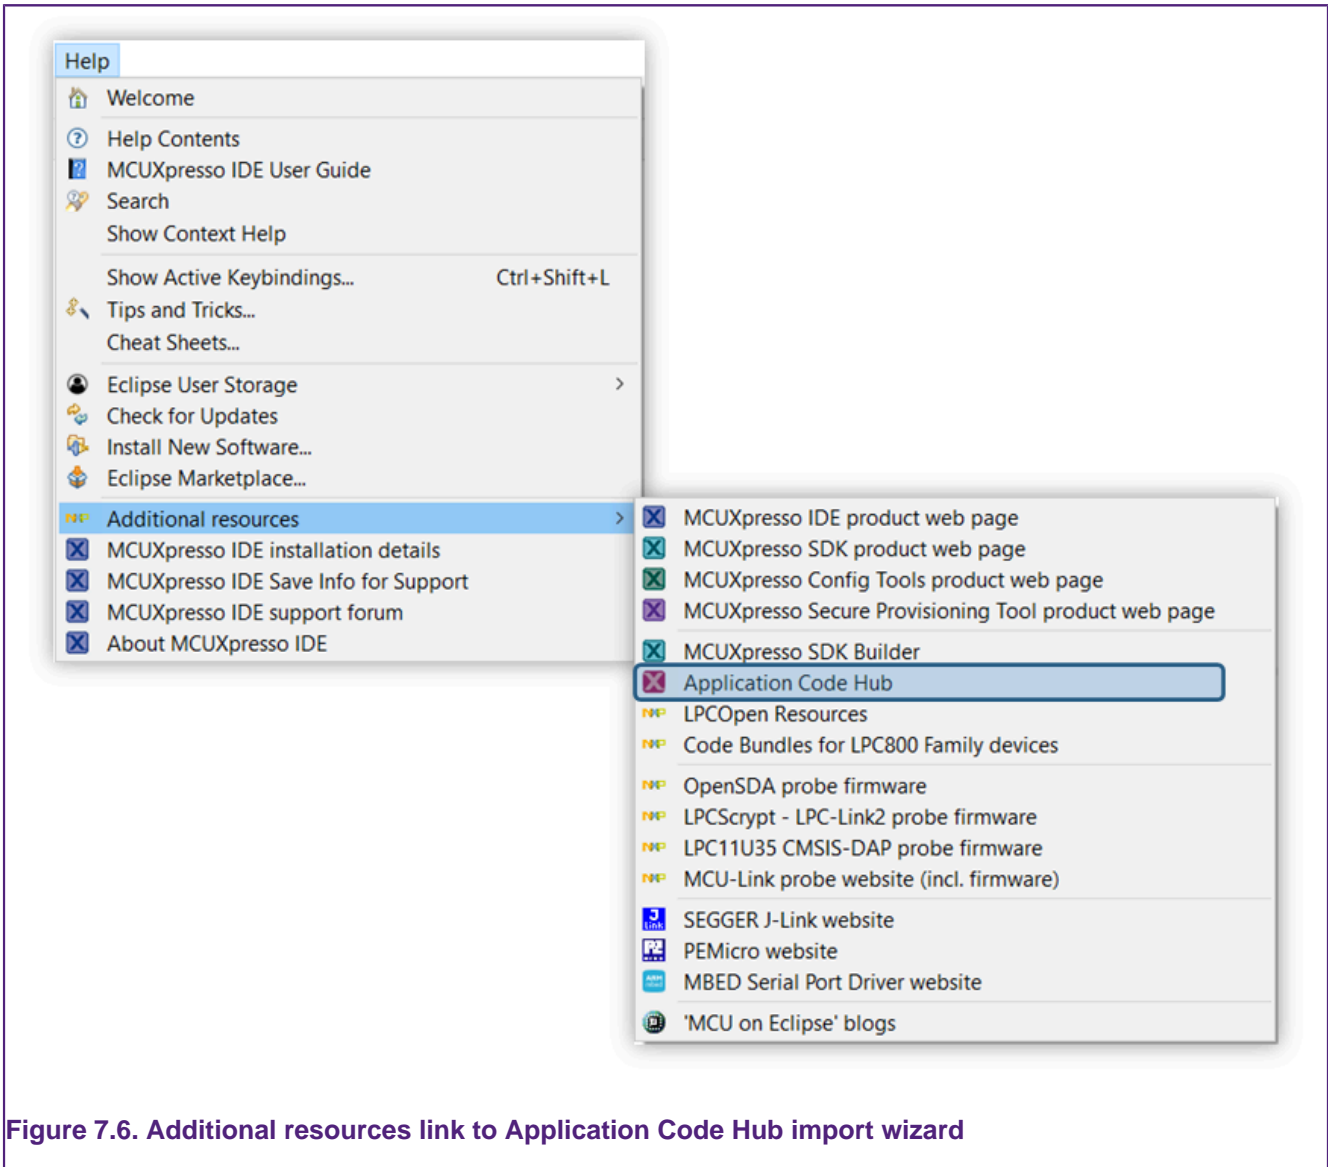 Help
Welcome
Help Contents
MCUXpresso IDE User Guide
Search
Show Context Help
Show Active Keybindings... Ctrl+Shift+L
Tips and Tricks...
Cheat Sheets...
Eclipse User Storage
Check for Updates
Install New Software...
Eclipse Marketplace...
Additional resources
MCUXpresso IDE installation details
MCUXpresso IDE Save Info for Support
MCUXpresso IDE support forum
About MCUXpresso IDE
MCUXpresso IDE product web page
MCUXpresso SDK product web page
MCUXpresso Config Tools product web page
MCUXpresso Secure Provisioning Tool product web page
MCUXpresso SDK Builder
Application Code Hub
LPCOpen Resources
Code Bundles for LPC800 Family devices
OpenSDA probe firmware
LPCScrypt - LPC-Link2 probe firmware
LPC11U35 CMSIS-DAP probe firmware
MCU-Link probe website (incl. firmware)
SEGGER J-Link website
PEMicro website
MBED Serial Port Driver website
'MCU on Eclipse' blogs
Figure 7.6. Additional resources link to Application Code Hub import wizard